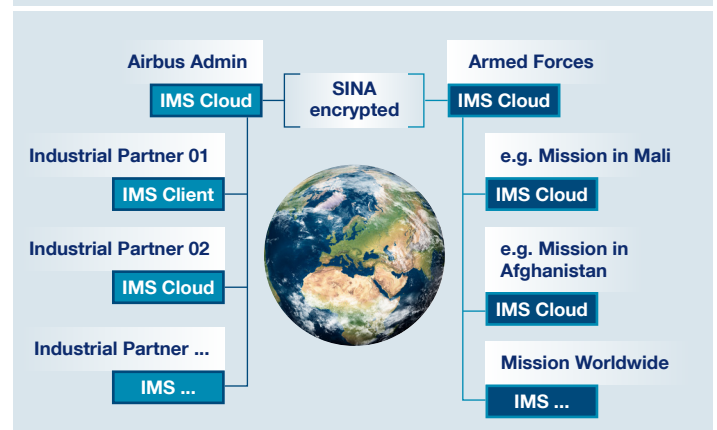 Airbus Admin
IMS Cloud
SINA
encrypted
Armed Forces
IMS Cloud
Industrial Partner 01
IMS Client
Industrial Partner 02
IMS Cloud
Industrial Partner ...
IMS ...
e.g. Mission in Mali
IMS Cloud
e.g. Mission in
Afghanistan
IMS Cloud
Mission Worldwide
IMS ...